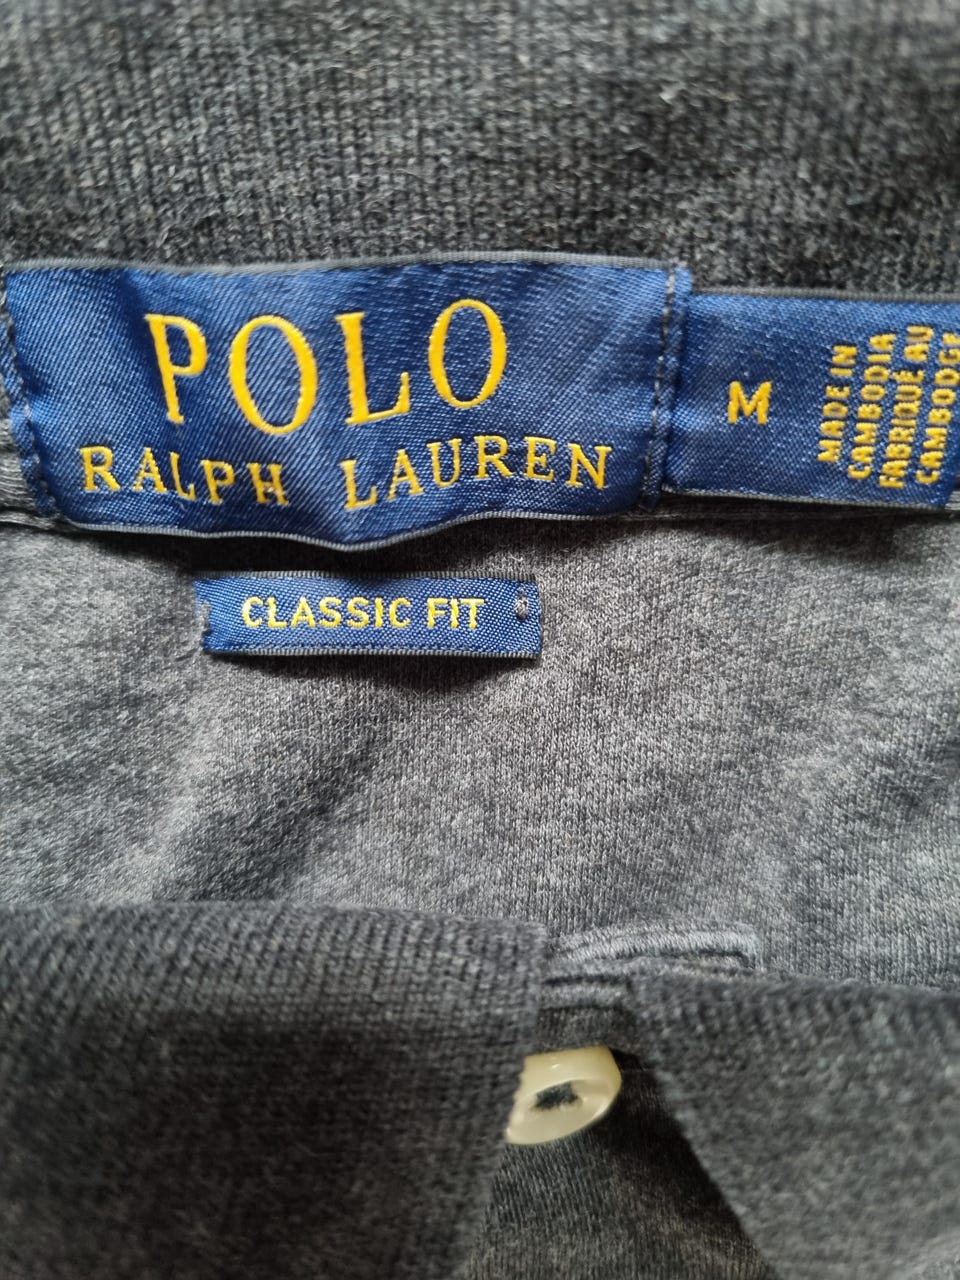 POLO
RALPH LAUREN
M
MADE IN
CAMBODIA
FABRIQUÉ AU
CAMBODGE
CLASSIC FIT